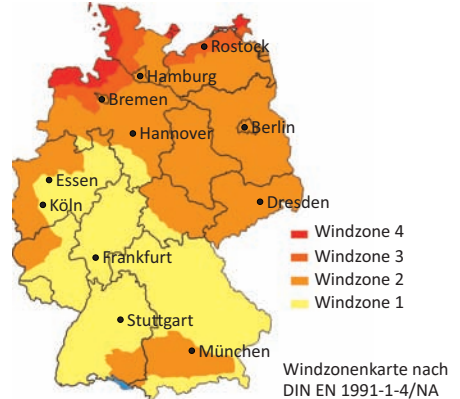 Rostock
Hamburg
Bremen
Hannover
Berlin
Essen
Köln
Dresden
Windzone 4
Windzone 3
Frankfurt
Windzone 2
Windzone 1
Stuttgart
München
Windzonenkarte nach
DIN EN 1991-1-4/NA